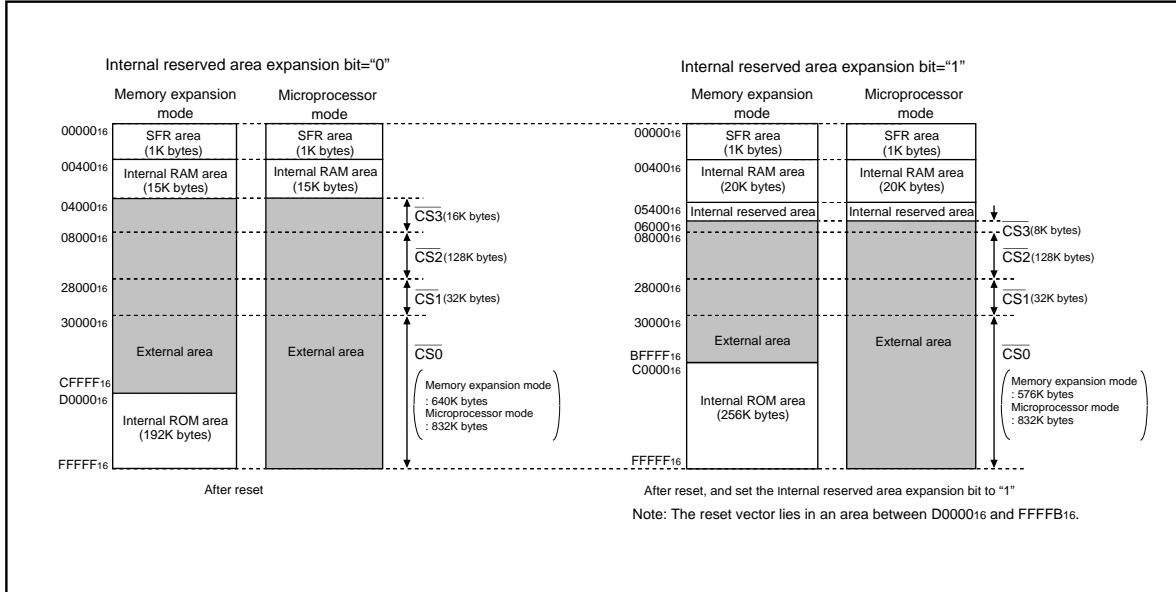 Internal reserved area expansion bit=“0”
Memory expansion
mode
Microprocessor
mode
0000016
SFR area
(1K bytes)
SFR area
(1K bytes)
0040016
Internal RAM area
(15K bytes)
Internal RAM area
(15K bytes)
0400016
CS3(16K bytes)
0800016
CS2(128K bytes)
2800016
CS1(32K bytes)
3000016
External area
External area
CS0
CFFFF16
D000016
Memory expansion mode
: 640K bytes
Microprocessor mode
: 832K bytes
Internal ROM area
(192K bytes)
FFFFF16
After reset
Internal reserved area expansion bit=“1”
Memory expansion
mode
Microprocessor
mode
0000016
SFR area
(1K bytes)
SFR area
(1K bytes)
0040016
Internal RAM area
(20K bytes)
Internal RAM area
(20K bytes)
0540016
Internal reserved area
Internal reserved area
0600016
CS3(8K bytes)
0800016
CS2(128K bytes)
2800016
CS1(32K bytes)
3000016
External area
External area
CS0
BFFFF16
C000016
Memory expansion mode
: 576K bytes
Microprocessor mode
: 832K bytes
Internal ROM area
(256K bytes)
FFFFF16
After reset, and set the Internal reserved area expansion bit to “1”
Note: The reset vector lies in an area between D000016 and FFFFB16.